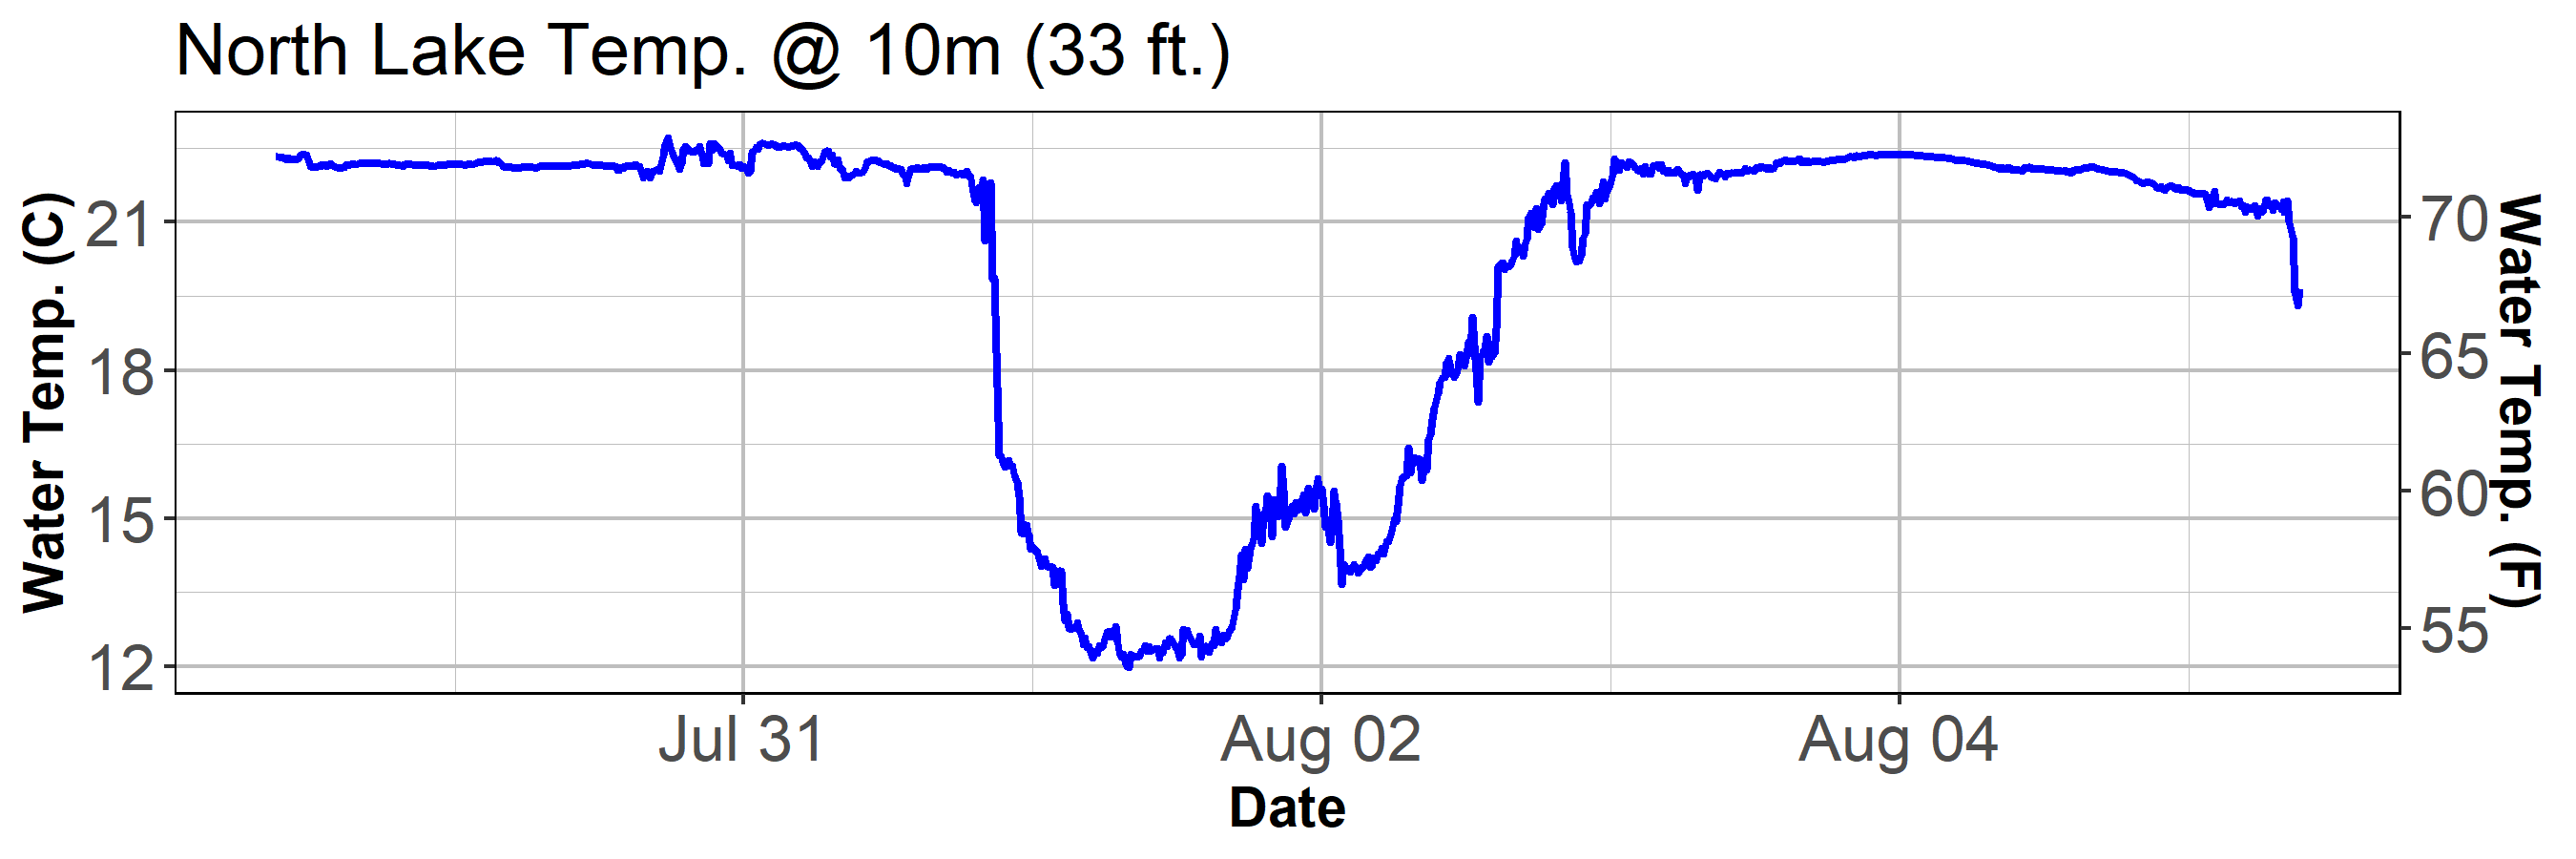 North Lake Temp. @ 10m (33 ft.)
Water Temp. (C)
21
18
15
12
70
65
60
55
Water Temp. (F)
Jul 31
Aug 02
Aug 04
Date